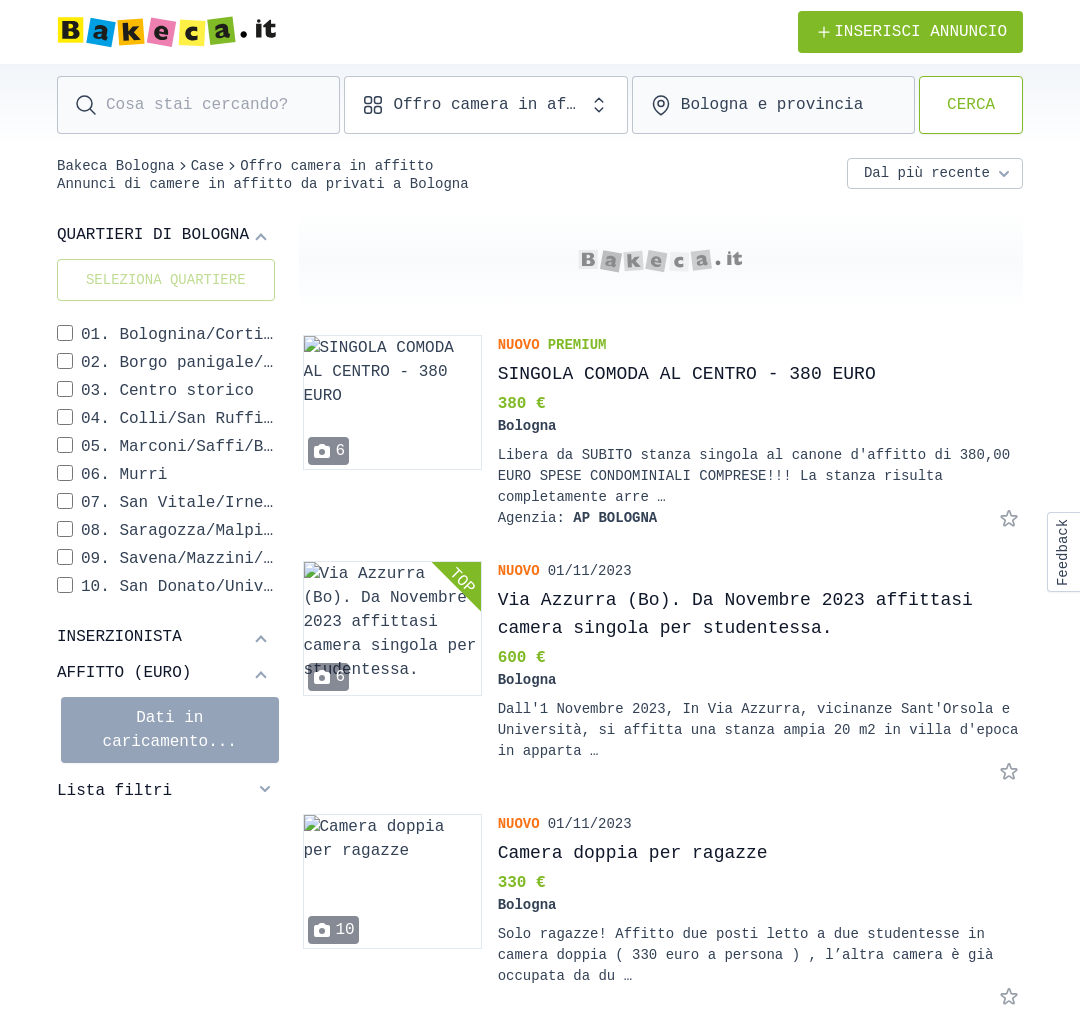 Bakeca.it
INSERISCI ANNUNCIO
Cosa stai cercando?
Offro camera in af…
Bologna e provincia
CERCA
Bakeca Bologna > Case > Offro camera in affitto
Annunci di camere in affitto da privati a Bologna
Dal più recente
QUARTIERI DI BOLOGNA
SELEZIONA QUARTIERE
01. Bolognina/Corti…
02. Borgo panigale/…
03. Centro storico
04. Colli/San Ruffi…
05. Marconi/Saffi/B…
06. Murri
07. San Vitale/Irne…
08. Saragozza/Malpi…
09. Savena/Mazzini/…
10. San Donato/Univ…
INSERZIONISTA
AFFITTO (EURO)
Dati in
caricamento...
Lista filtri
Bakeca.it
SINGOLA COMODA
AL CENTRO - 380
EURO
6
NUOVO PREMIUM
SINGOLA COMODA AL CENTRO - 380 EURO
380 €
Bologna
Libera da SUBITO stanza singola al canone d'affitto di 380,00
EURO SPESE CONDOMINIALI COMPRESE!!! La stanza risulta
completamente arre …
Agenzia: AP BOLOGNA
Via Azzurra
(Bo). Da Novembre
2023 affittasi
camera singola per
studentessa.
TOP
6
NUOVO 01/11/2023
Via Azzurra (Bo). Da Novembre 2023 affittasi
camera singola per studentessa.
600 €
Bologna
Dall'1 Novembre 2023, In Via Azzurra, vicinanze Sant'Orsola e
Università, si affitta una stanza ampia 20 m2 in villa d'epoca
in apparta …
Camera doppia
per ragazze
10
NUOVO 01/11/2023
Camera doppia per ragazze
330 €
Bologna
Solo ragazze! Affitto due posti letto a due studentesse in
camera doppia ( 330 euro a persona ) , l’altra camera è già
occupata da du …
Feedback